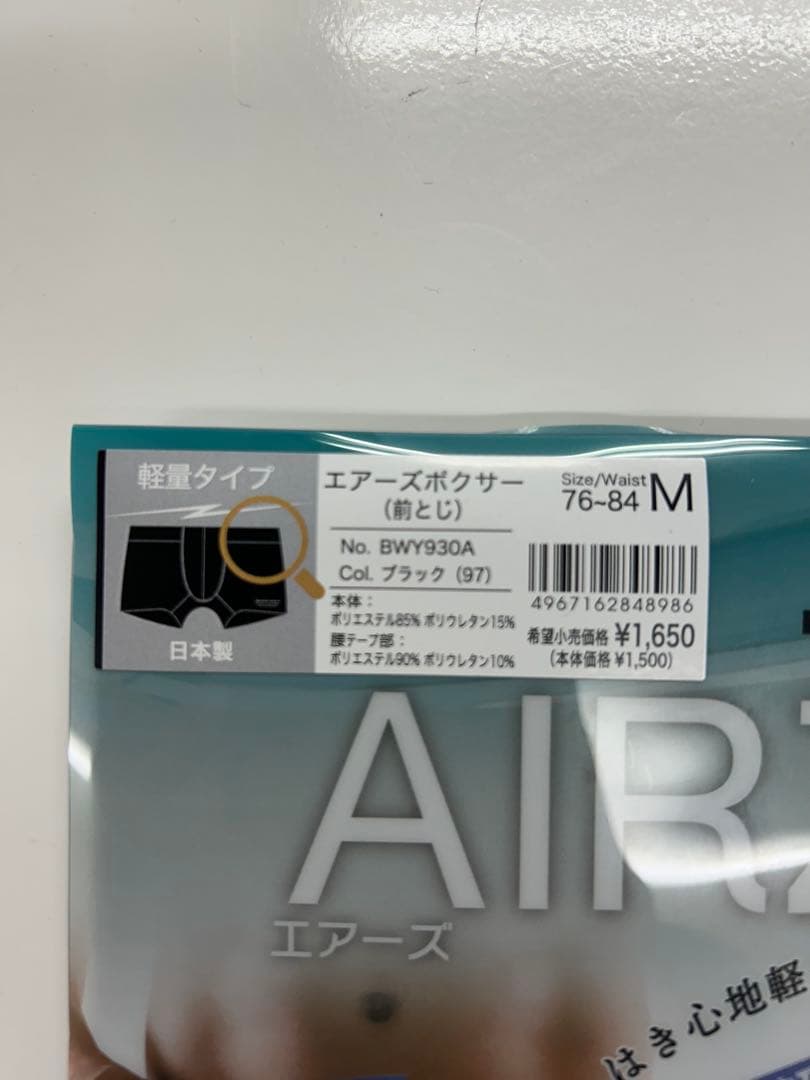 軽量タイプ
日本製
エアーズボクサー
(前とじ)
No. BWY930A
Col. ブラック (97)
本体:
ポリエステル85% ポリウレタン15%
腰テープ部:
ポリエステル90% ポリウレタン10%
Size/Waist
76~84 M
4967162848986
希望小売価格 ¥1,650
(本体価格 ¥1,500)
AIRZ
エアーズ
はき心地軽